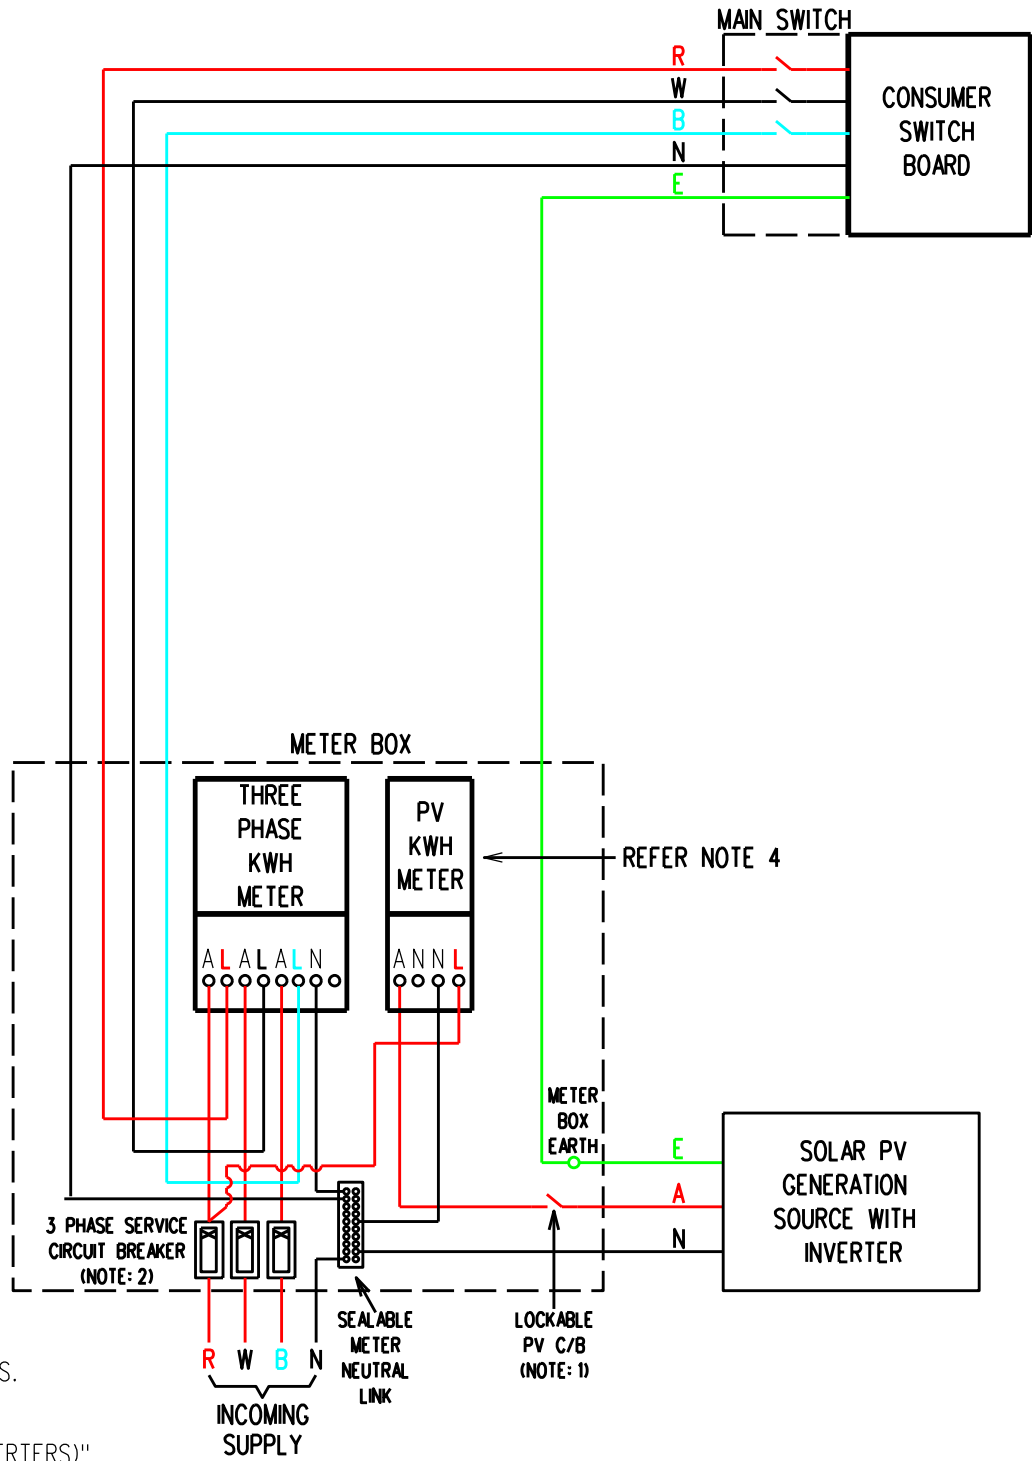 MAIN SWITCH
R
W
B
N
E
CONSUMER
SWITCH
BOARD
METER BOX
THREE
PHASE
KWH
METER
PV
KWH
METER
REFER NOTE 4
A L A L A L N
A N N L
METER
BOX
EARTH
E
A
N
SOLAR PV
GENERATION
SOURCE WITH
INVERTER
3 PHASE SERVICE
CIRCUIT BREAKER
(NOTE: 2)
SEALABLE
METER
NEUTRAL
LINK
LOCKABLE
PV C/B
(NOTE: 1)
R W B N
INCOMING
SUPPLY
S.
ERTERS)"